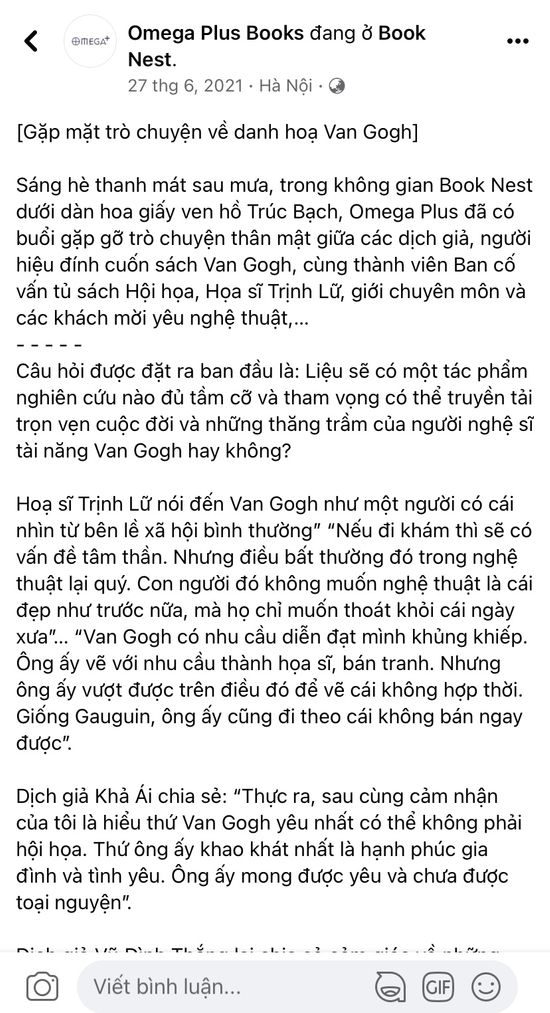 OMEGA+
Omega Plus Books đang ở Book
Nest.
27 thg 6, 2021 · Hà Nội ·
[Gặp mặt trò chuyện về danh hoạ Van Gogh]
Sáng hè thanh mát sau mưa, trong không gian Book Nest
dưới dàn hoa giấy ven hồ Trúc Bạch, Omega Plus đã có
buổi gặp gỡ trò chuyện thân mật giữa các dịch giả, người
hiệu đính cuốn sách Van Gogh, cùng thành viên Ban cố
vấn tủ sách Hội họa, Họa sĩ Trịnh Lữ, giới chuyên môn và
các khách mời yêu nghệ thuật,...
- - - - -
Câu hỏi được đặt ra ban đầu là: Liệu sẽ có một tác phẩm
nghiên cứu nào đủ tầm cỡ và tham vọng có thể truyền tải
trọn vẹn cuộc đời và những thăng trầm của người nghệ sĩ
tài năng Van Gogh hay không?
Hoạ sĩ Trịnh Lữ nói đến Van Gogh như một người có cái
nhìn từ bên lề xã hội bình thường” “Nếu đi khám thì sẽ có
vấn đề tâm thần. Nhưng điều bất thường đó trong nghệ
thuật lại quý. Con người đó không muốn nghệ thuật là cái
đẹp như trước nữa, mà họ chỉ muốn thoát khỏi cái ngày
xưa”... “Van Gogh có nhu cầu diễn đạt mình khủng khiếp.
Ông ấy vẽ với nhu cầu thành họa sĩ, bán tranh. Nhưng
ông ấy vượt được trên điều đó để vẽ cái không hợp thời.
Giống Gauguin, ông ấy cũng đi theo cái không bán ngay
được”.
Dịch giả Khả Ái chia sẻ: “Thực ra, sau cùng cảm nhận
của tôi là hiểu thứ Van Gogh yêu nhất có thể không phải
hội họa. Thứ ông ấy khao khát nhất là hạnh phúc gia
đình và tình yêu. Ông ấy mong được yêu và chưa được
toại nguyện”.
Dịch giả Vũ Đình Thắng lại chia sẻ cảm giác về những
Viết bình luận...
GIF